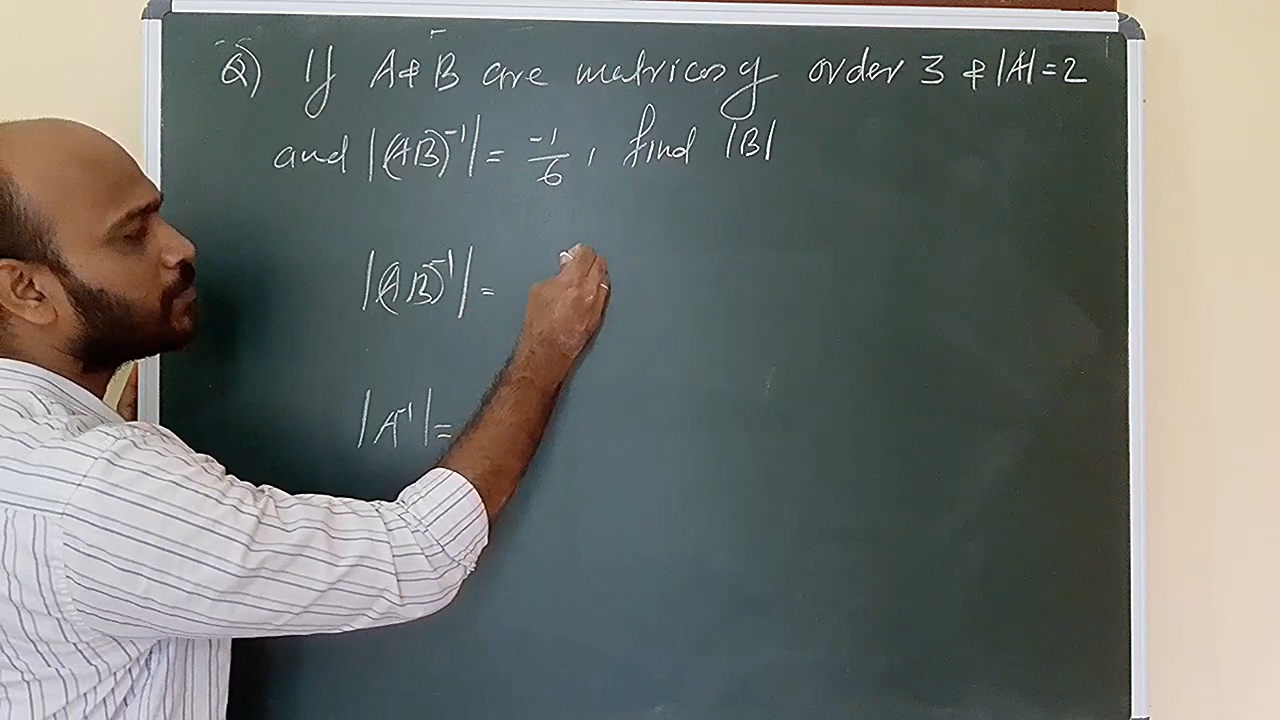 Q) If A & B are matrices of order 3 & |A| = 2
and |(AB)⁻¹| = -1/6, find |B|
|(AB)⁻¹| =
|A⁻¹| =